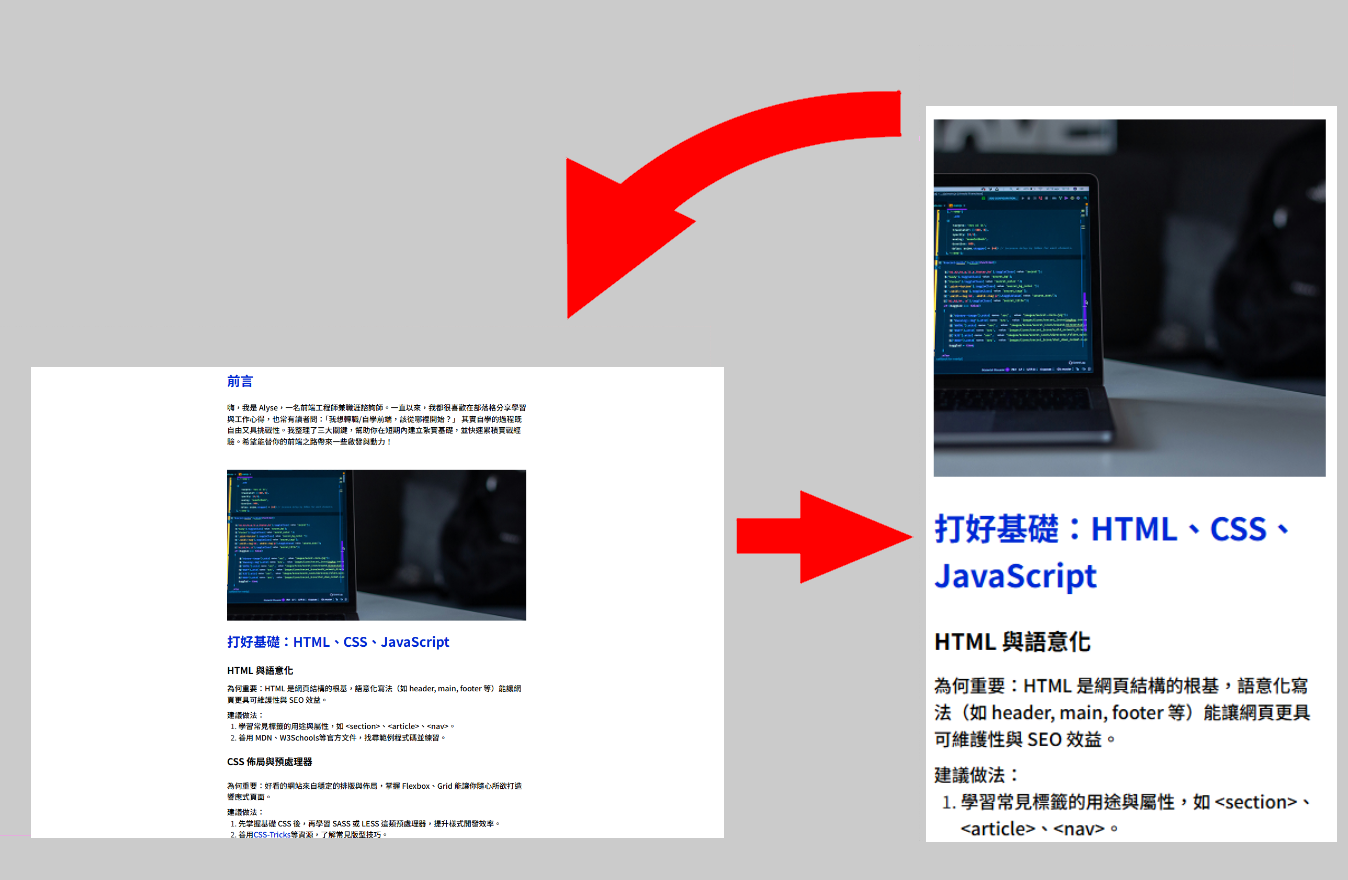 前言
嗨，我是 Alyse，一名前端工程師兼職涯諮詢師。一直以來，我都很喜歡在部落格分享學習
與工作心得，也常有讀者問：「我想轉職/自學前端，該從哪裡開始？」 其實自學的過程既
自由又具挑戰性。我整理了三大關鍵，幫助你在短期內建立紮實基礎，並快速累積實戰經
驗。希望能替你的前端之路帶來一些啟發與動力！
打好基礎：HTML、CSS、JavaScript
HTML 與語意化
為何重要：HTML 是網頁結構的根基，語意化寫法（如 header, main, footer 等）能讓網
頁更具可維護性與 SEO 效益。
建議做法：
1. 學習常見標籤的用途與屬性，如 <section>、<article>、<nav>。
2. 善用 MDN、W3Schools等官方文件，找尋範例程式碼並練習。
CSS 佈局與預處理器
為何重要：好看的網站來自穩定的排版與佈局，掌握 Flexbox、Grid 能讓你隨心所欲打造
響應式頁面。
建議做法：
1. 先掌握基礎 CSS 後，再學習 SASS 或 LESS 這類預處理器，提升樣式開發效率。
2. 善用CSS-Tricks等資源，了解常見版型技巧。
打好基礎：HTML、CSS、
JavaScript
HTML 與語意化
為何重要：HTML 是網頁結構的根基，語意化寫
法（如 header, main, footer 等）能讓網頁更具
可維護性與 SEO 效益。
建議做法：
1. 學習常見標籤的用途與屬性，如 <section>、
<article>、<nav>。